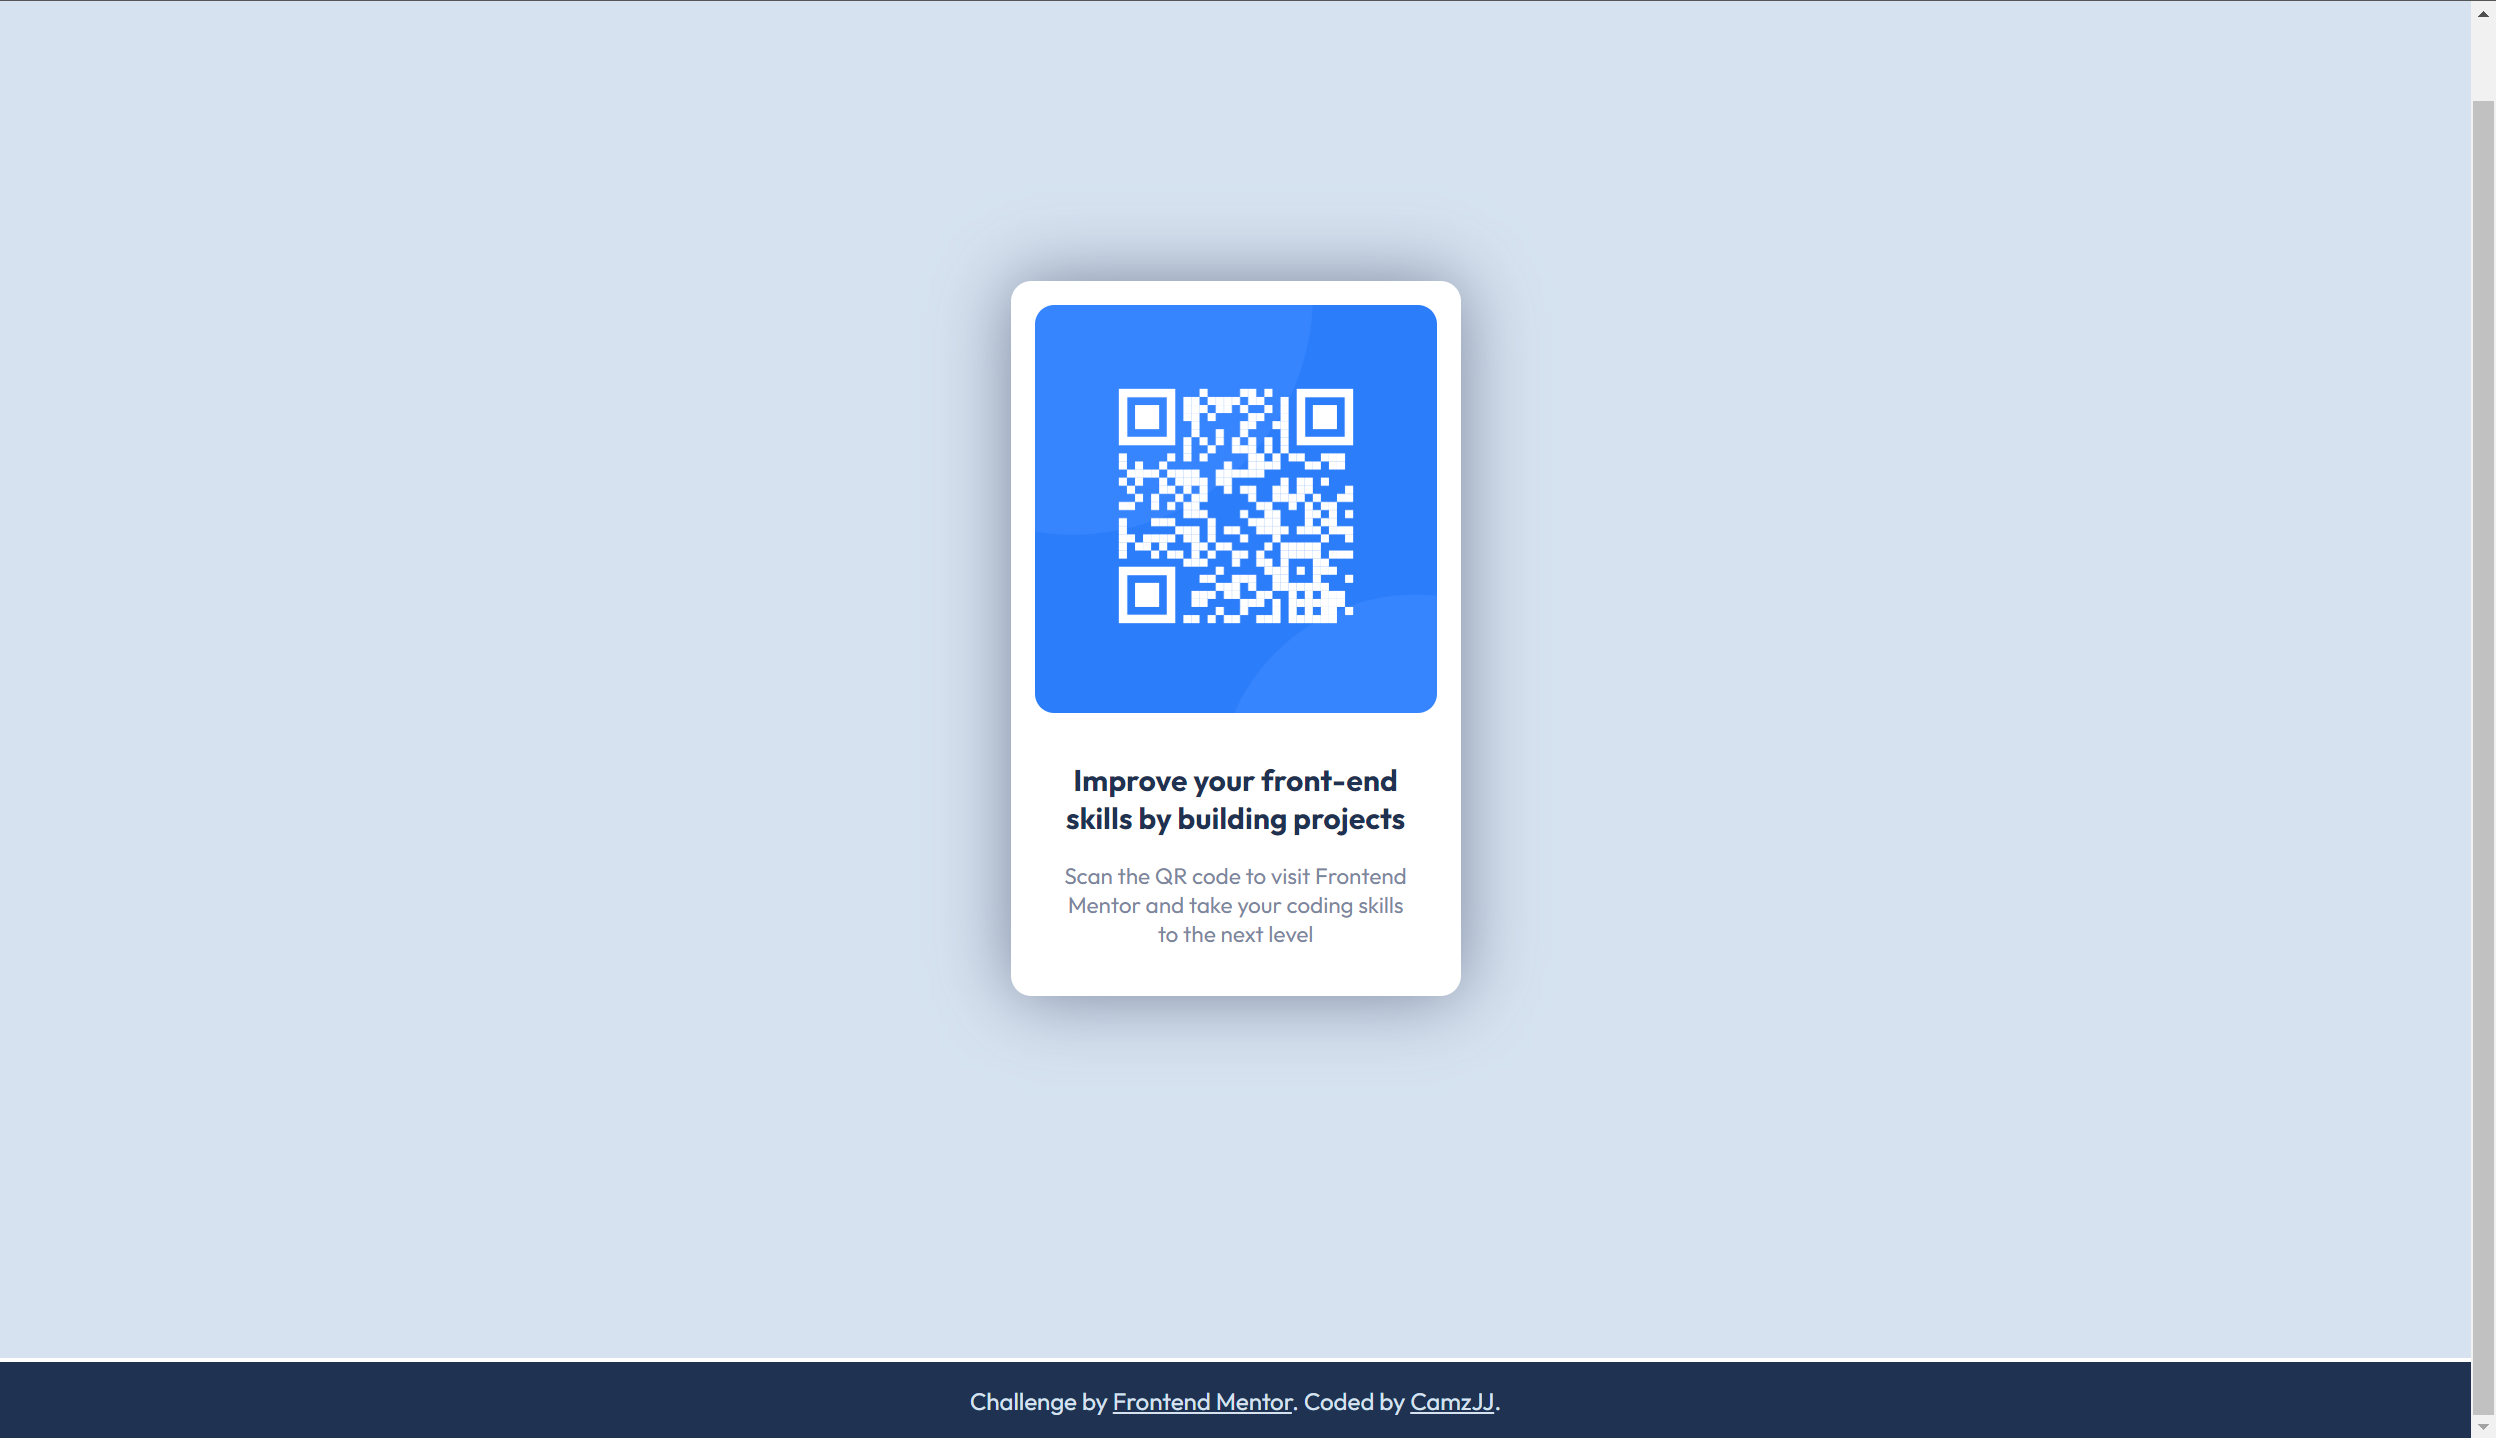 Improve your front-end
skills by building projects
Scan the QR code to visit Frontend
Mentor and take your coding skills
to the next level
Challenge by Frontend Mentor. Coded by CamzJJ.